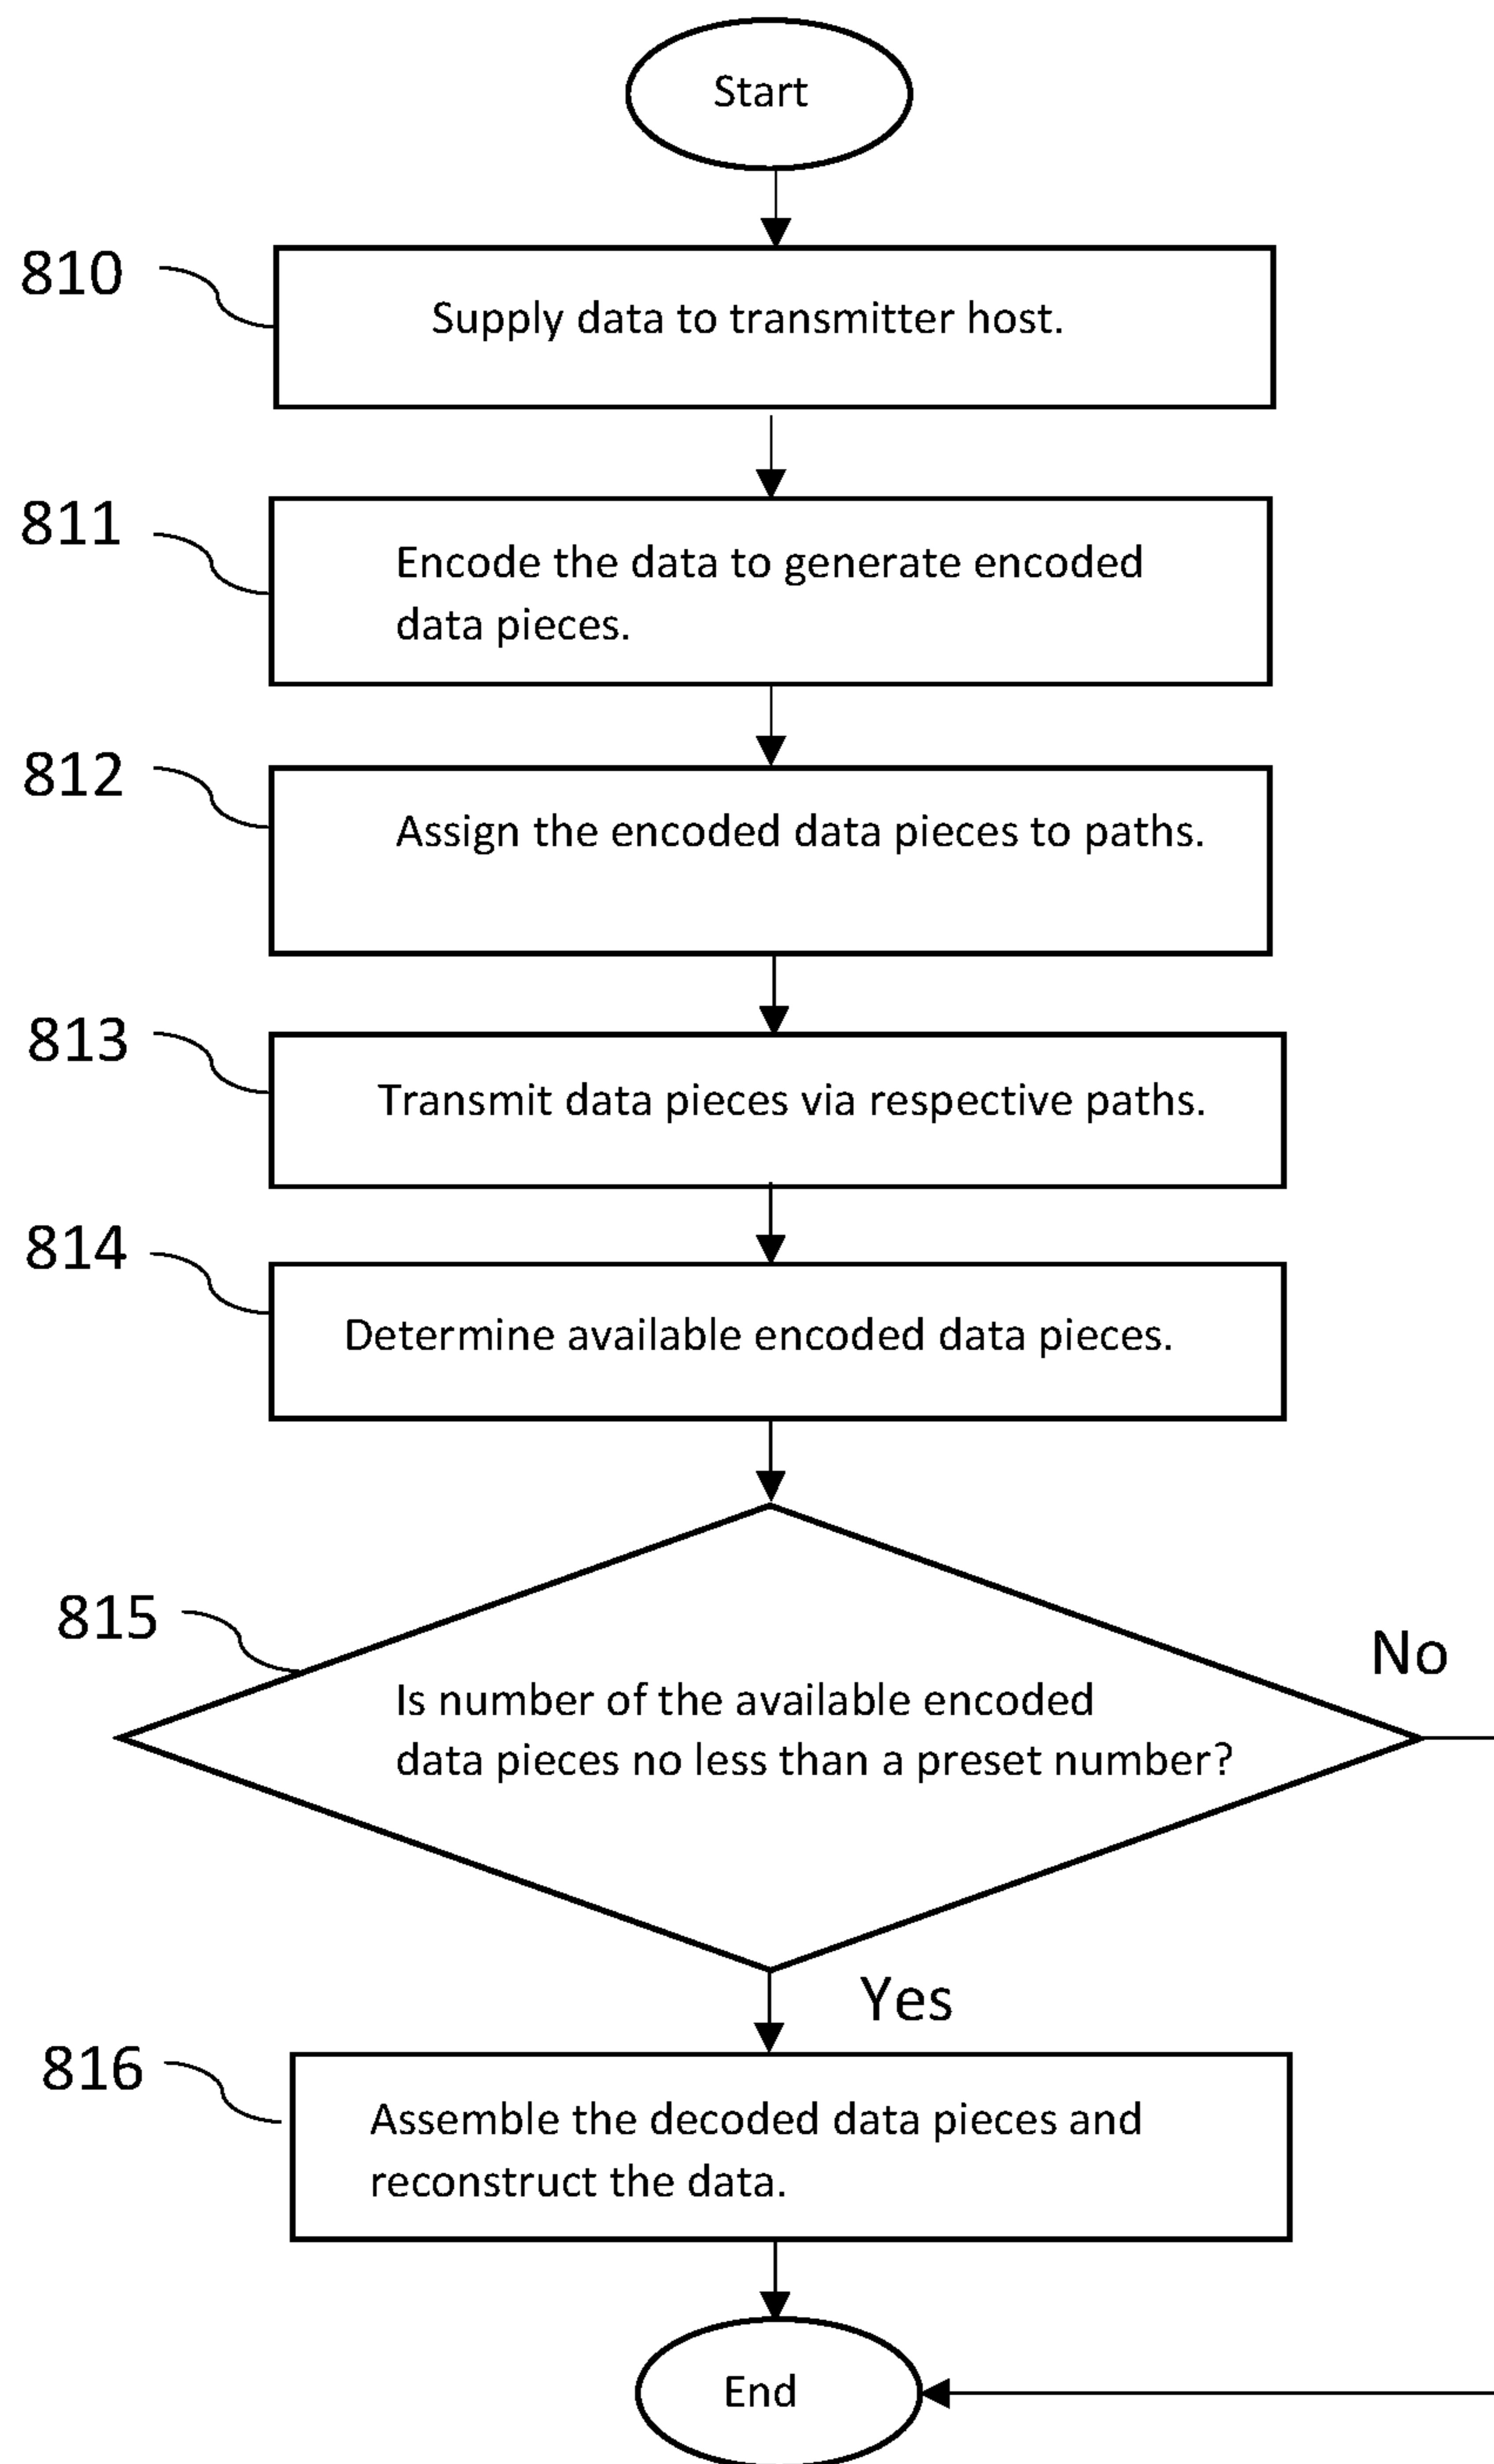 Start
810
Supply data to transmitter host.
811
Encode the data to generate encoded
data pieces.
812
Assign the encoded data pieces to paths.
813
Transmit data pieces via respective paths.
814
Determine available encoded data pieces.
815
Is number of the available encoded
data pieces no less than a preset number?
No
Yes
816
Assemble the decoded data pieces and
reconstruct the data.
End